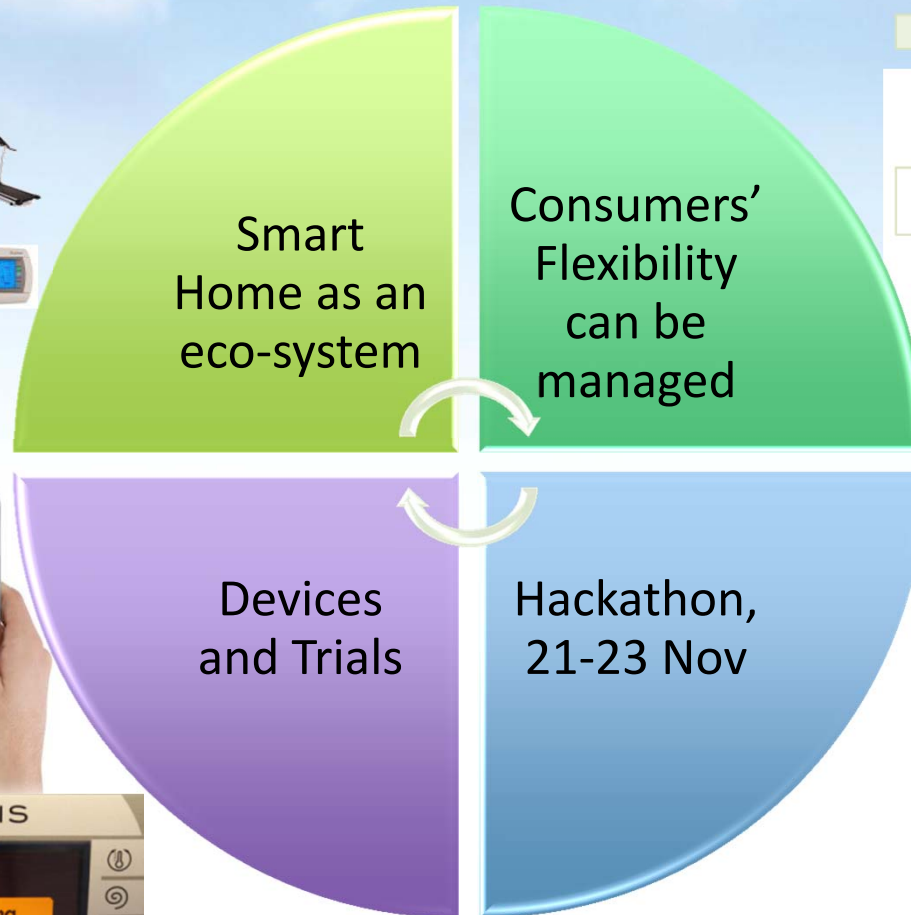 Smart
Home as an
eco-system
Consumers’
Flexibility
can be
managed
Devices
and Trials
Hackathon,
21-23 Nov